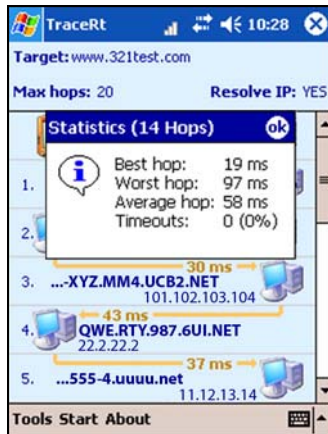 TraceRt 10:28
Target: www.321test.com
Max hops: 20 Resolve IP: YES
Statistics (14 Hops) ok
Best hop: 19 ms
Worst hop: 97 ms
Average hop: 58 ms
Timeouts: 0 (0%)
1.
2.
30 ms
3. ...-XYZ.MM4.UCB2.NET
101.102.103.104
43 ms
4. QWE.RTY.987.6UI.NET
22.2.22.2
37 ms
5. ...555-4.uuuu.net
11.12.13.14
Tools Start About